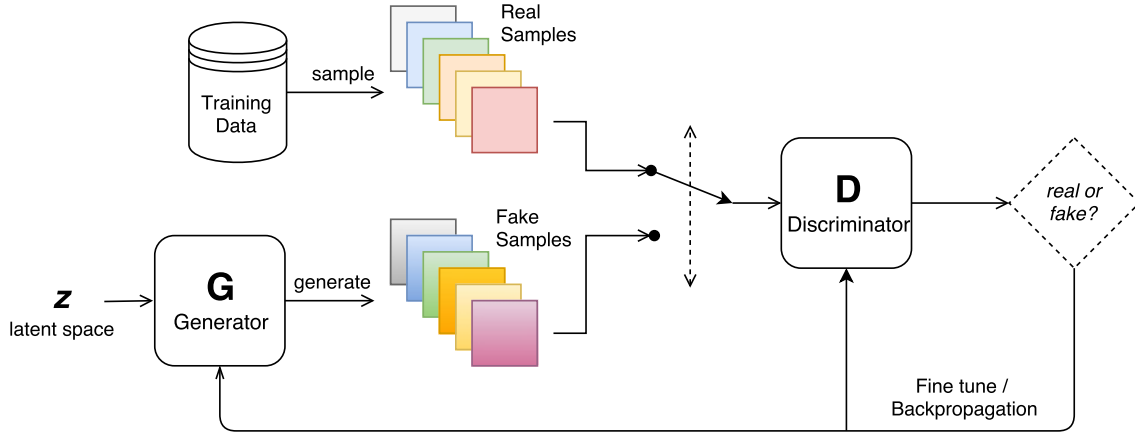 Real
Samples
sample
Training
Data
D
Discriminator
real or
fake?
Fake
Samples
G
Generator
generate
z
latent space
Fine tune /
Backpropagation